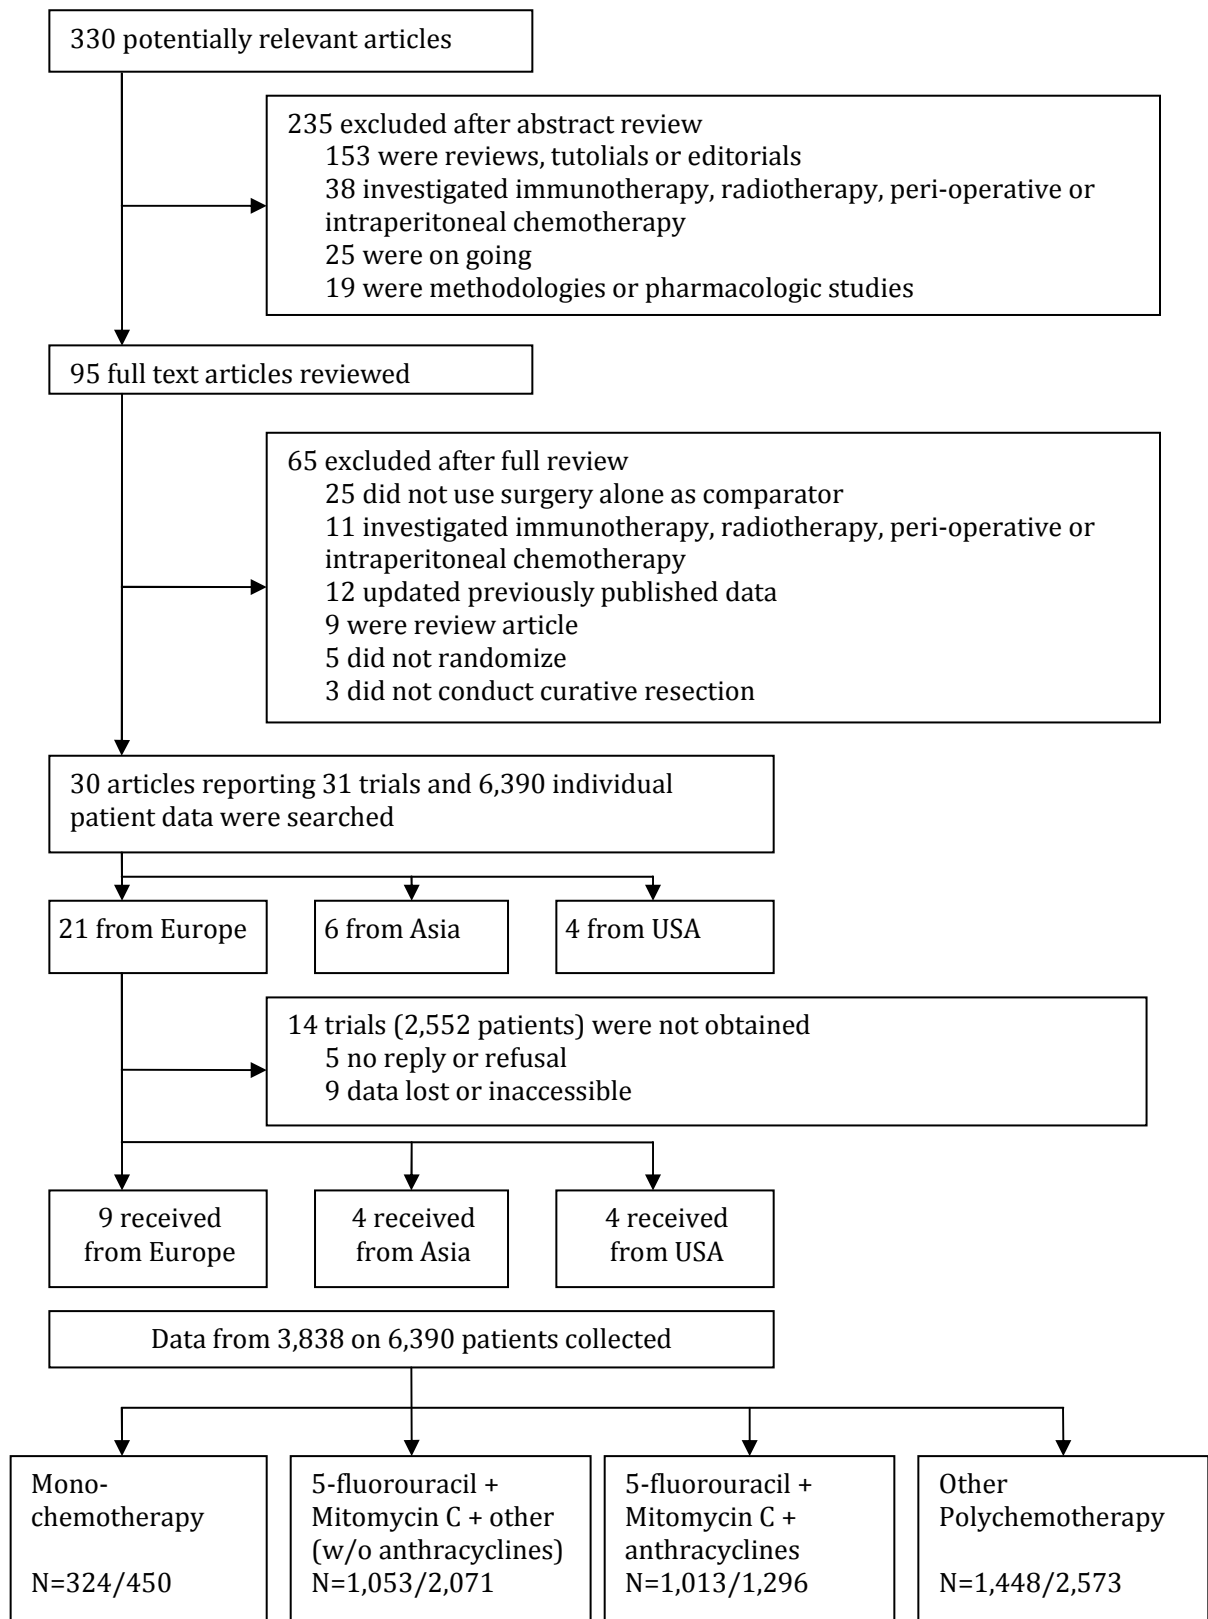 330 potentially relevant articles
235 excluded after abstract review
153 were reviews, tutolials or editorials
38 investigated immunotherapy, radiotherapy, peri-operative or
intraperitoneal chemotherapy
25 were on going
19 were methodologies or pharmacologic studies
95 full text articles reviewed
65 excluded after full review
25 did not use surgery alone as comparator
11 investigated immunotherapy, radiotherapy, peri-operative or
intraperitoneal chemotherapy
12 updated previously published data
9 were review article
5 did not randomize
3 did not conduct curative resection
30 articles reporting 31 trials and 6,390 individual
patient data were searched
21 from Europe
6 from Asia
4 from USA
14 trials (2,552 patients) were not obtained
5 no reply or refusal
9 data lost or inaccessible
9 received
from Europe
4 received
from Asia
4 received
from USA
Data from 3,838 on 6,390 patients collected
Mono-
chemotherapy
N=324/450
5-fluorouracil +
Mitomycin C + other
(w/o anthracyclines)
N=1,053/2,071
5-fluorouracil +
Mitomycin C +
anthracyclines
N=1,013/1,296
Other
Polychemotherapy
N=1,448/2,573